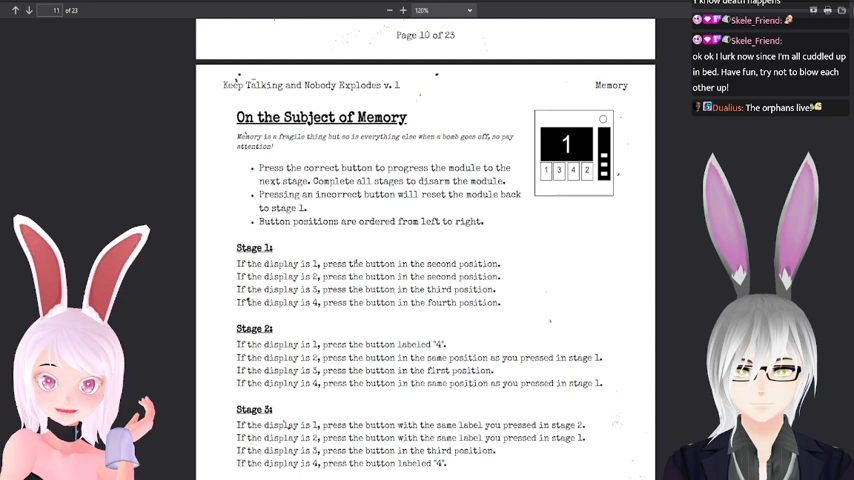 11 of 23
120%
Y'know death happens
Skele_Friend:
Skele_Friend:
ok ok I lurk now since I'm all cuddled up
in bed. Have fun, try not to blow each
other up!
Dualius: The orphans live!
Page 10 of 23
Keep Talking and Nobody Explodes v. 1
Memory
On the Subject of Memory
Memory is a fragile thing but so is everything else when a bomb goes off, so pay
attention!
1
1 3 4 2
• Press the correct button to progress the module to the
next stage. Complete all stages to disarm the module.
• Pressing an incorrect button will reset the module back
to stage 1.
• Button positions are ordered from left to right.
Stage 1:
If the display is 1, press the button in the second position.
If the display is 2, press the button in the second position.
If the display is 3, press the button in the third position.
If the display is 4, press the button in the fourth position.
Stage 2:
If the display is 1, press the button labeled "4".
If the display is 2, press the button in the same position as you pressed in stage 1.
If the display is 3, press the button in the first position.
If the display is 4, press the button in the same position as you pressed in stage 1.
Stage 3:
If the display is 1, press the button with the same label you pressed in stage 2.
If the display is 2, press the button with the same label you pressed in stage 1.
If the display is 3, press the button in the third position.
If the display is 4, press the button labeled "4".